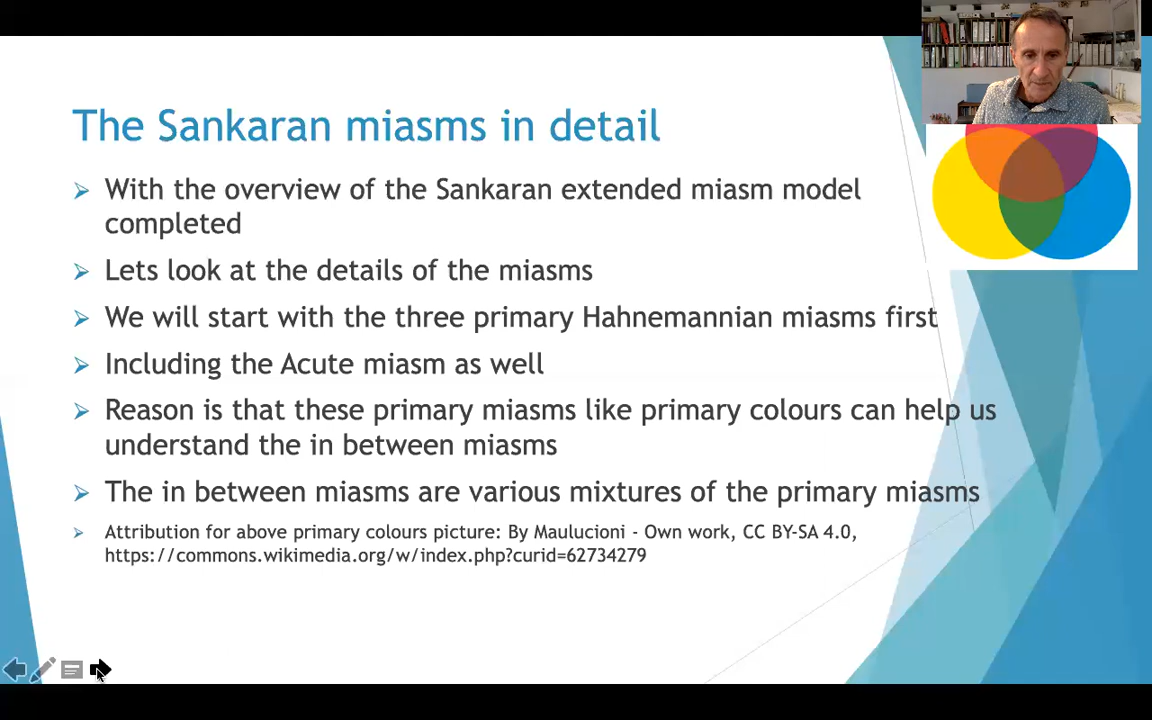 The Sankaran miasms in detail
With the overview of the Sankaran extended miasm model
completed
Lets look at the details of the miasms
We will start with the three primary Hahnemannian miasms first
Including the Acute miasm as well
Reason is that these primary miasms like primary colours can help us
understand the in between miasms
The in between miasms are various mixtures of the primary miasms
Attribution for above primary colours picture: By Maulucioni - Own work, CC BY-SA 4.0,
https://commons.wikimedia.org/w/index.php?curid=62734279